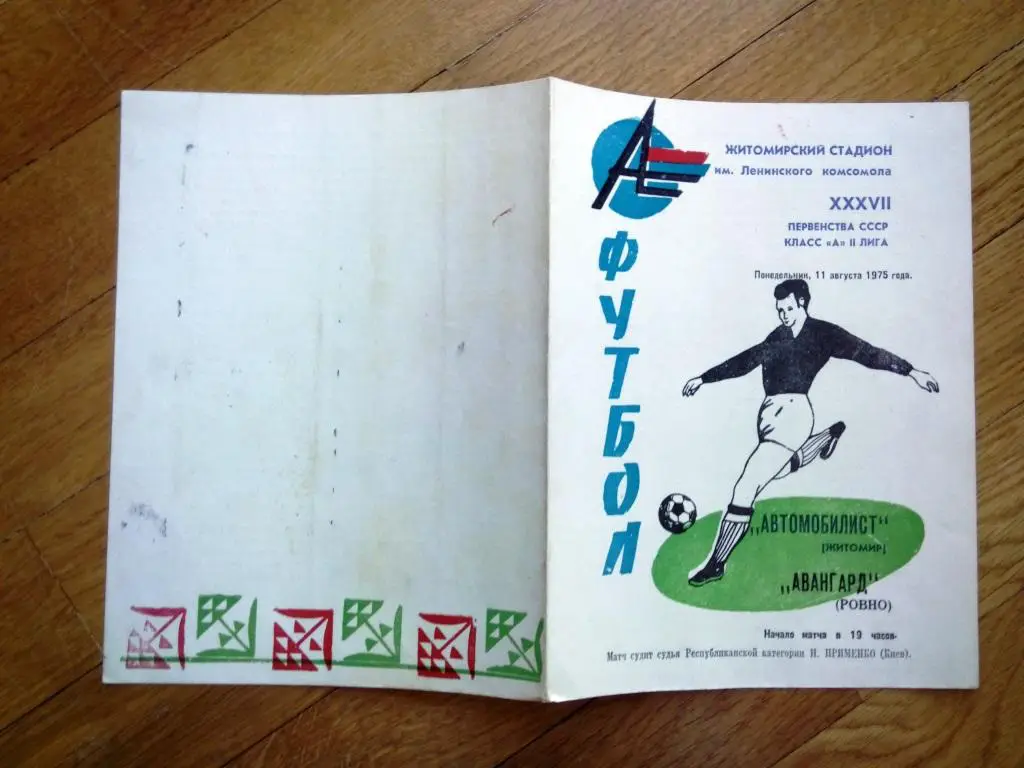 ЖИТОМИРСКИЙ СТАДИОН
им. Ленинского комсомола
XXXVII
ПЕРВЕНСТВА СССР
КЛАСС «А» II ЛИГА
Понедельник, 11 августа 1975 года.
ФУТБОЛ
„АВТОМОБИЛИСТ“
[ЖИТОМИР]
„АВАНГАРД“
(РОВНО)
Начало матча в 19 часов.
Матч судит судья Республиканской категории Н. ПРИМЕНКО (Киев).